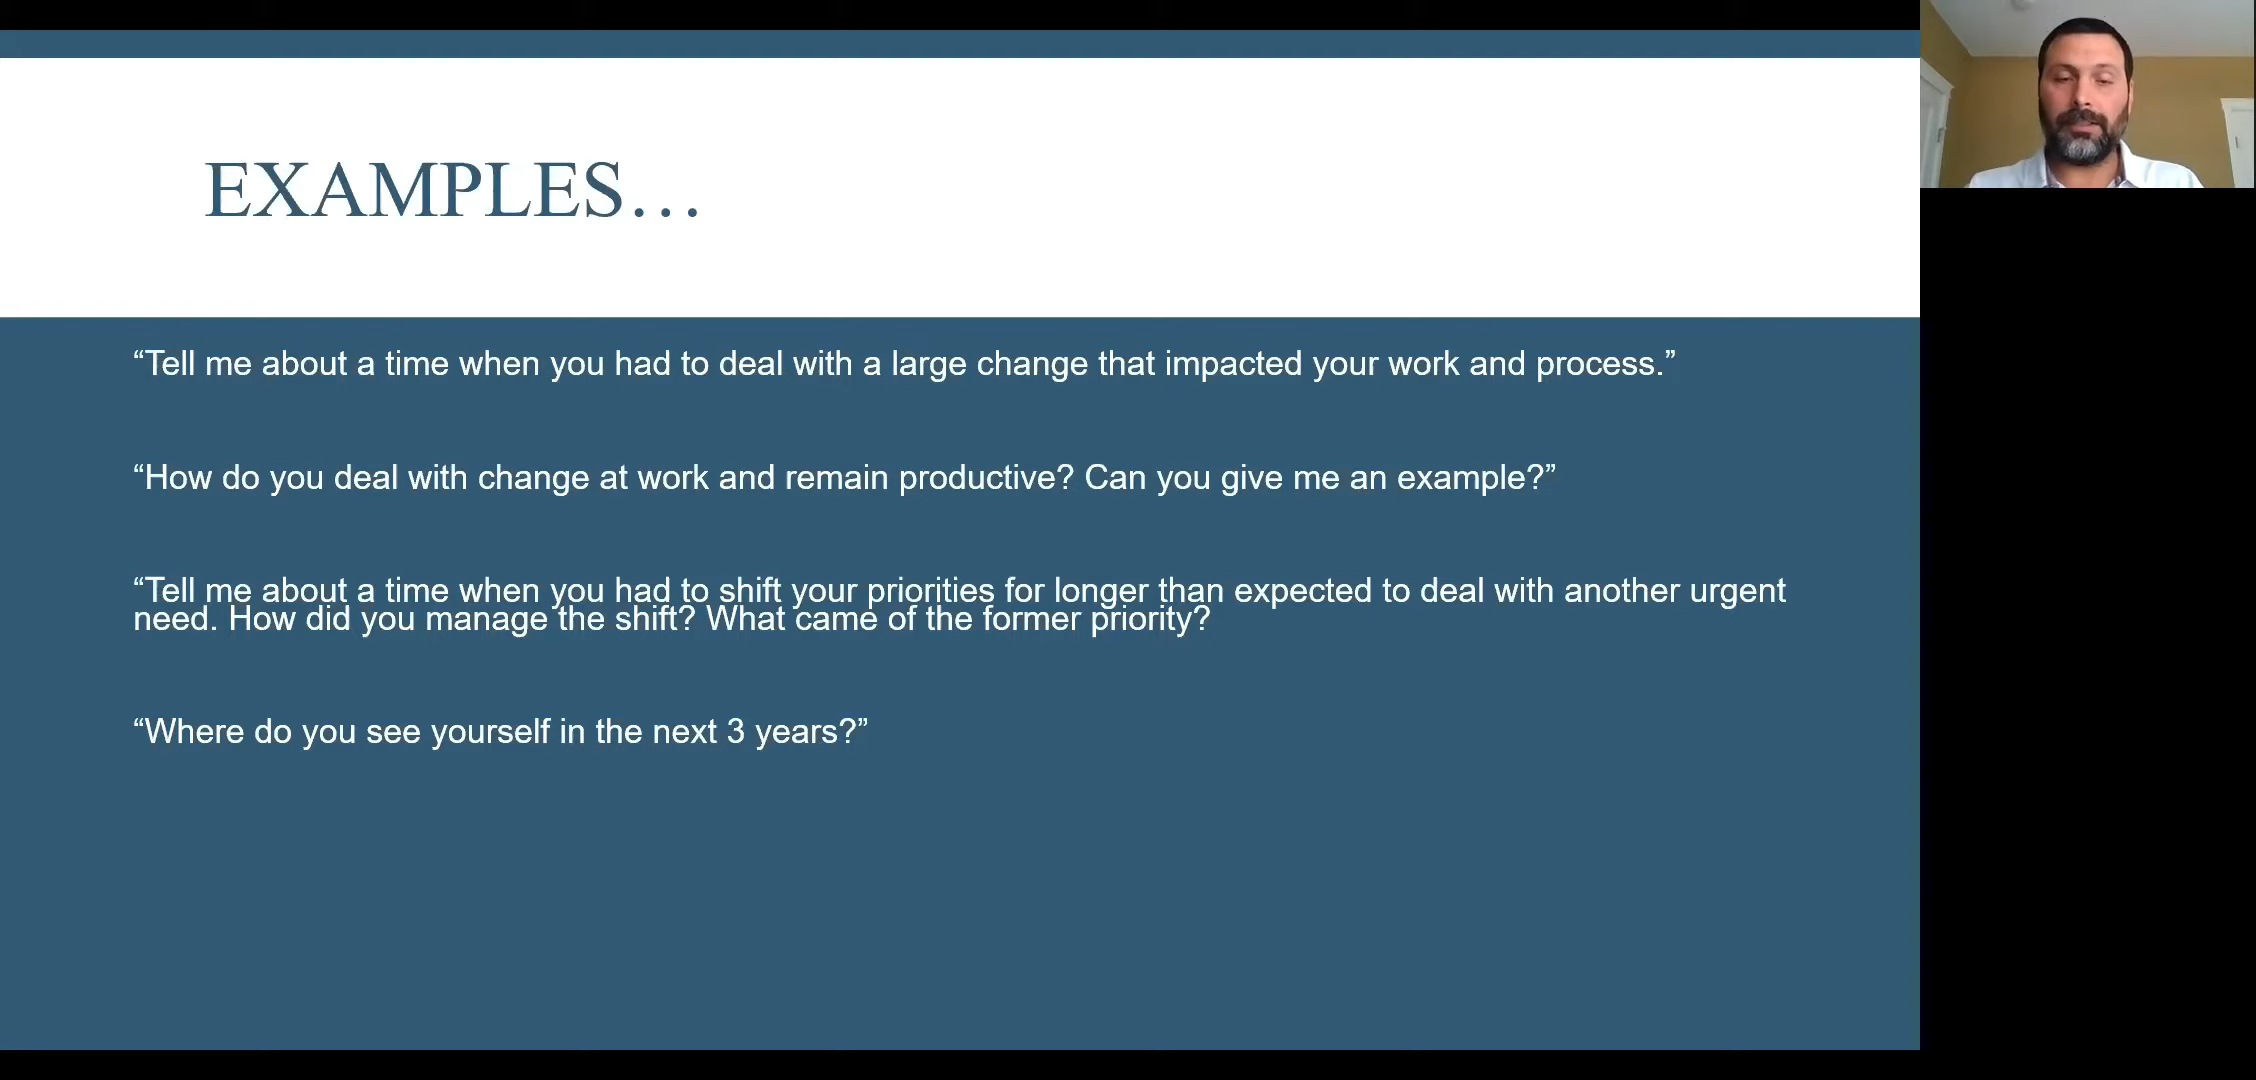 EXAMPLES…
“Tell me about a time when you had to deal with a large change that impacted your work and process.”
“How do you deal with change at work and remain productive? Can you give me an example?”
“Tell me about a time when you had to shift your priorities for longer than expected to deal with another urgent
need. How did you manage the shift? What came of the former priority?
“Where do you see yourself in the next 3 years?”